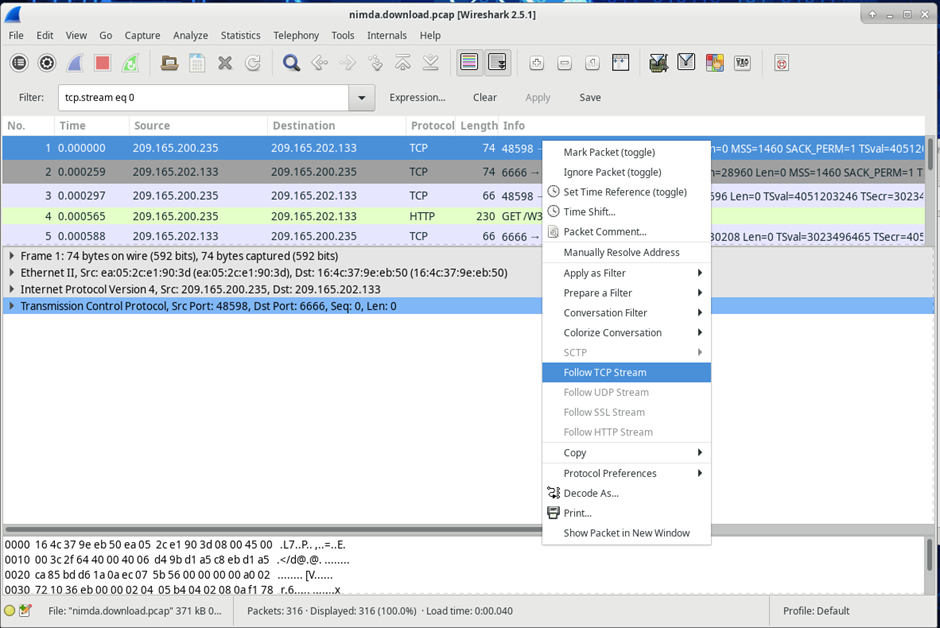 nimda.download.pcap [Wireshark 2.5.1]
File Edit View Go Capture Analyze Statistics Telephony Tools Internals Help
Filter: tcp.stream eq 0 Expression... Clear Apply Save
No. Time Source Destination Protocol Length Info
1 0.000000 209.165.200.235 209.165.202.133 TCP 74 48598 → n=0 MSS=1460 SACK_PERM=1 TSval=40512
2 0.000259 209.165.202.133 209.165.200.235 TCP 74 6666 → n=28960 Len=0 MSS=1460 SACK_PERM=1 T
3 0.000297 209.165.200.235 209.165.202.133 TCP 66 48598 → 696 Len=0 TSval=4051203246 TSecr=30234
4 0.000565 209.165.200.235 209.165.202.133 HTTP 230 GET /W3
5 0.000588 209.165.202.133 209.165.200.235 TCP 66 6666 → 30208 Len=0 TSval=3023496465 TSecr=405
Mark Packet (toggle)
Ignore Packet (toggle)
Set Time Reference (toggle)
Time Shift...
Packet Comment...
Manually Resolve Address
Apply as Filter
Prepare a Filter
Conversation Filter
Colorize Conversation
SCTP
Follow TCP Stream
Follow UDP Stream
Follow SSL Stream
Follow HTTP Stream
Copy
Protocol Preferences
Decode As...
Print...
Show Packet in New Window
Frame 1: 74 bytes on wire (592 bits), 74 bytes captured (592 bits)
Ethernet II, Src: ea:05:2c:e1:90:3d (ea:05:2c:e1:90:3d), Dst: 16:4c:37:9e:eb:50 (16:4c:37:9e:eb:50)
Internet Protocol Version 4, Src: 209.165.200.235, Dst: 209.165.202.133
Transmission Control Protocol, Src Port: 48598, Dst Port: 6666, Seq: 0, Len: 0
0000 16 4c 37 9e eb 50 ea 05 2c e1 90 3d 08 00 45 00 .L7..P.. ,..=..E.
0010 00 3c 2f 64 40 00 40 06 d4 9b d1 a5 c8 eb d1 a5 .</d@.@. ........
0020 ca 85 bd d6 1a 0a ec 07 5b 56 00 00 00 00 a0 02 ........ [V......
0030 72 10 36 eb 00 00 02 04 05 b4 04 02 08 0a f1 78 r.6..... .......x
File: "nimda.download.pcap" 371 kB 0... Packets: 316 · Displayed: 316 (100.0%) · Load time: 0:00.040 Profile: Default